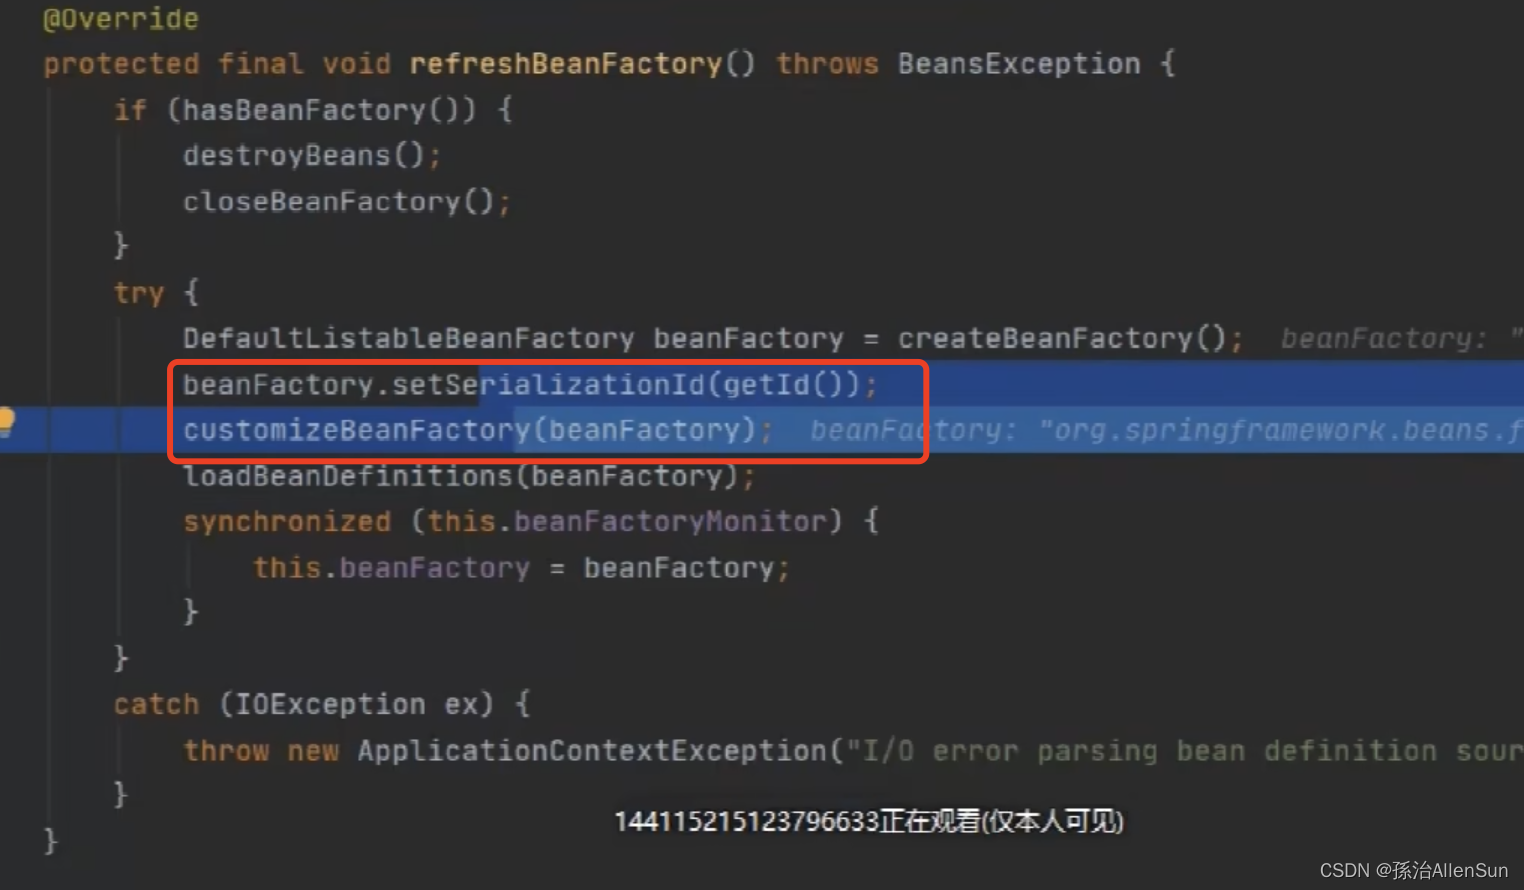 @Override
protected final void refreshBeanFactory() throws BeansException {
if (hasBeanFactory()) {
destroyBeans();
closeBeanFactory();
}
try {
DefaultListableBeanFactory beanFactory = createBeanFactory(); beanFactory: "
beanFactory.setSerializationId(getId());
customizeBeanFactory(beanFactory); beanFactory: "org.springframework.beans.f
loadBeanDefinitions(beanFactory);
synchronized (this.beanFactoryMonitor) {
this.beanFactory = beanFactory;
}
}
catch (IOException ex) {
throw new ApplicationContextException("I/O error parsing bean definition sour
}
}
144115215123796633正在观看(仅本人可见)
CSDN @孫治AllenSun